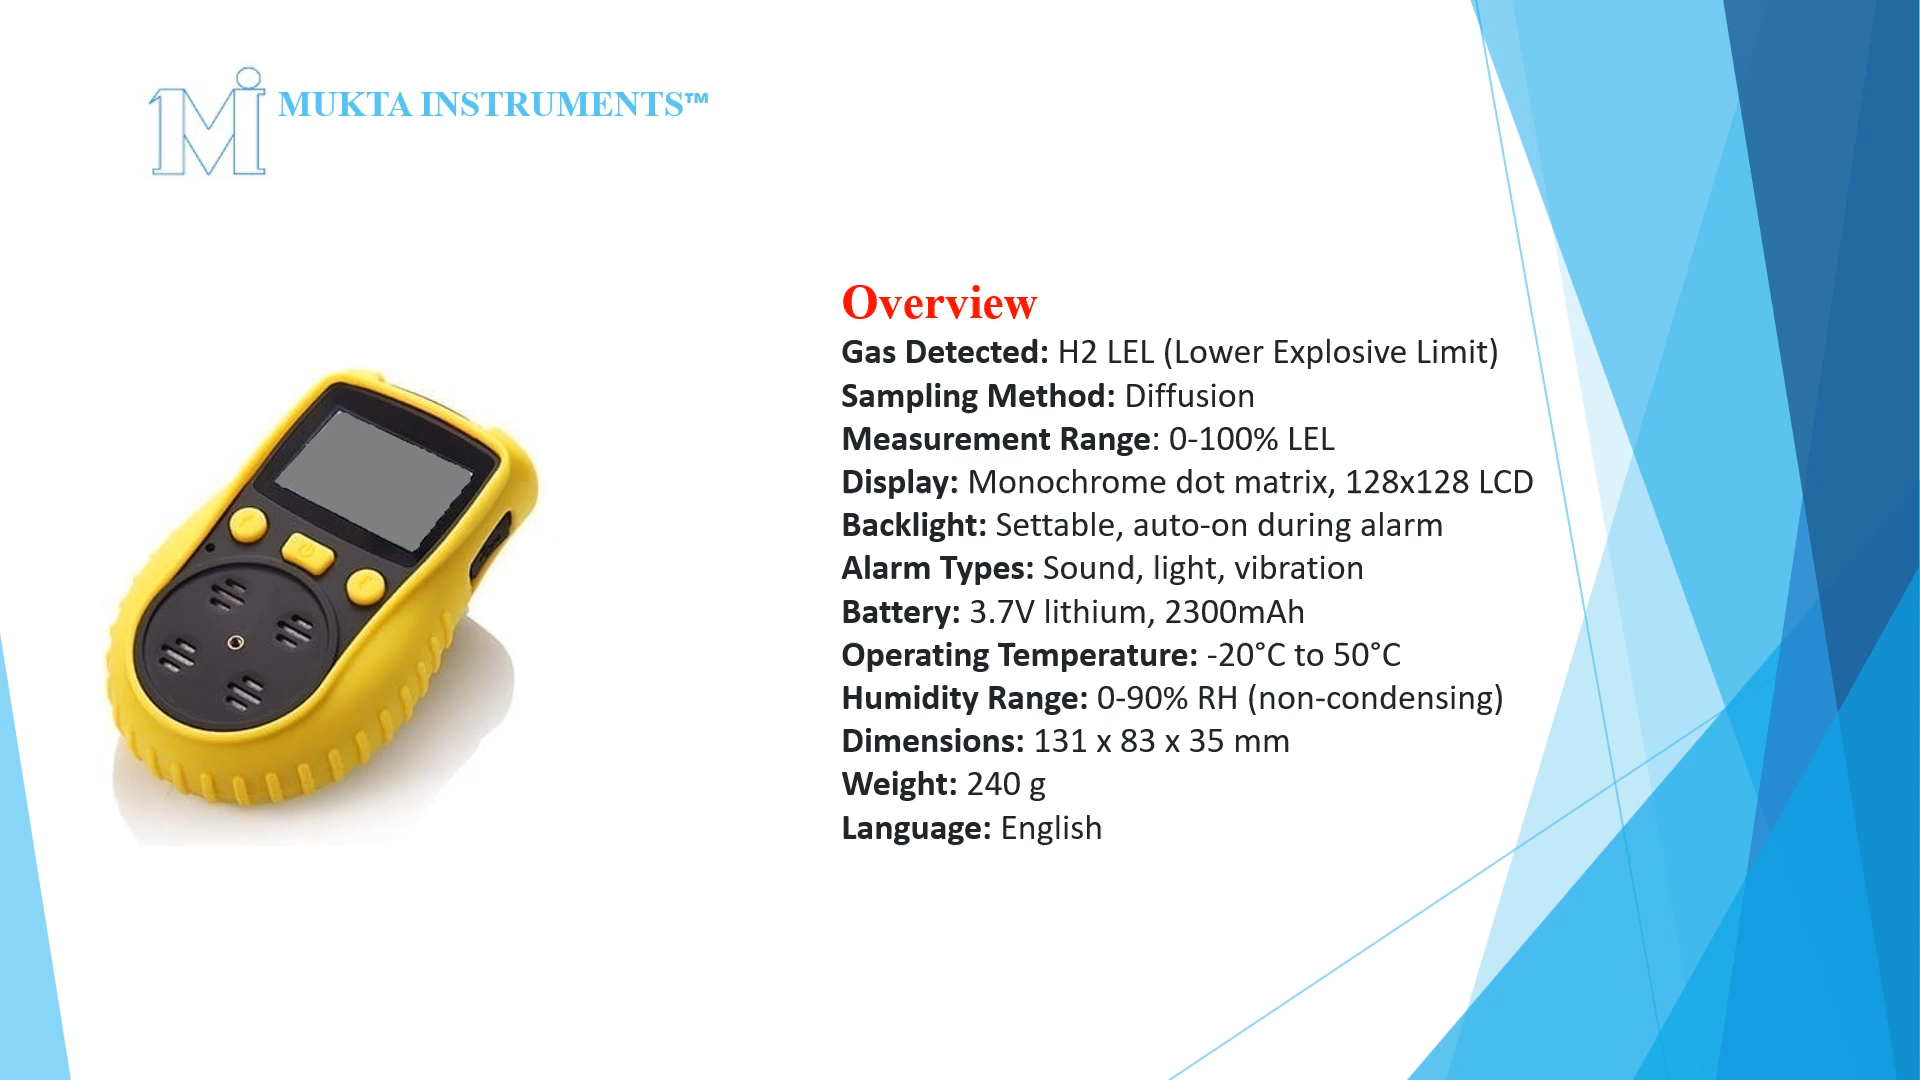 MUKTA INSTRUMENTS™
Overview
Gas Detected: H2 LEL (Lower Explosive Limit)
Sampling Method: Diffusion
Measurement Range: 0-100% LEL
Display: Monochrome dot matrix, 128x128 LCD
Backlight: Settable, auto-on during alarm
Alarm Types: Sound, light, vibration
Battery: 3.7V lithium, 2300mAh
Operating Temperature: -20°C to 50°C
Humidity Range: 0-90% RH (non-condensing)
Dimensions: 131 x 83 x 35 mm
Weight: 240 g
Language: English